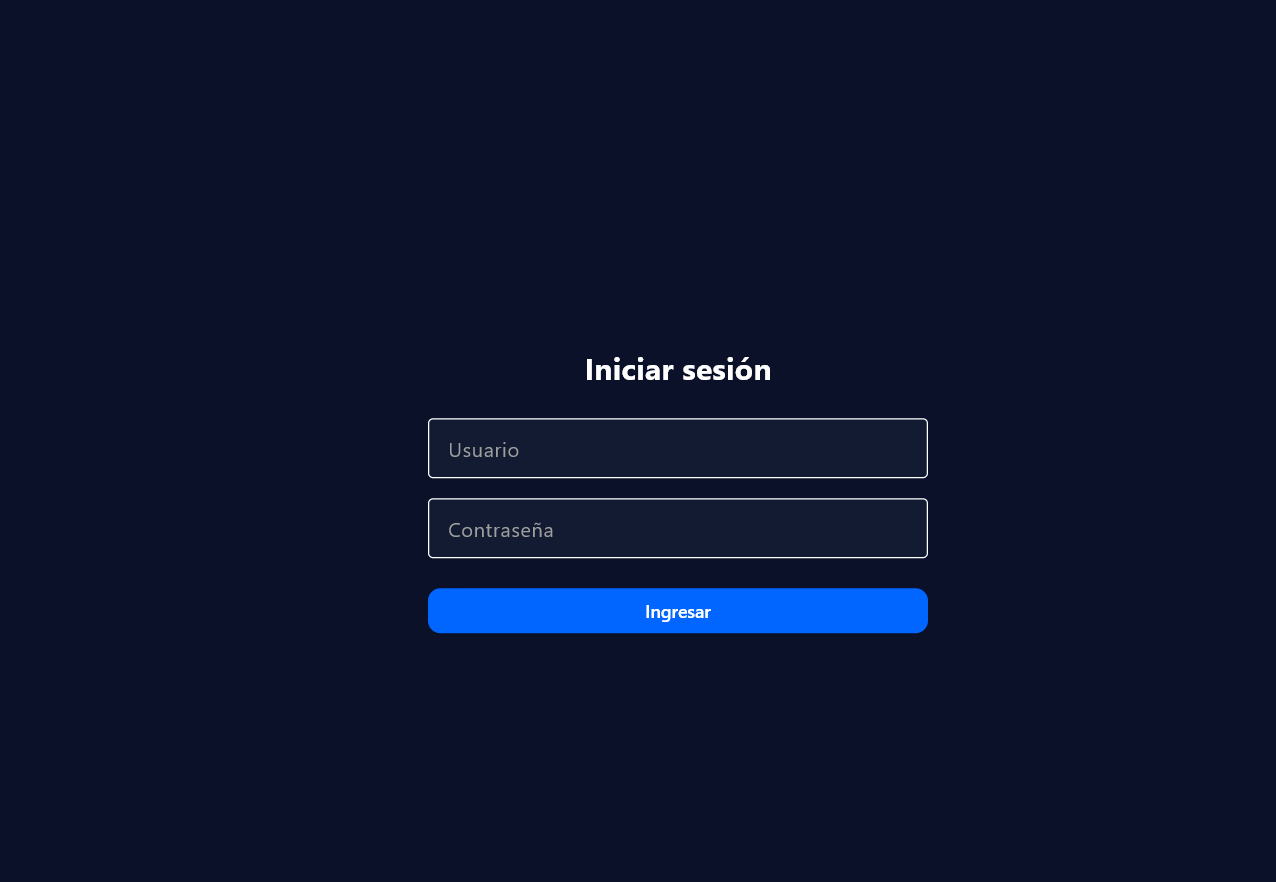 Iniciar sesión
Usuario
Contraseña
Ingresar